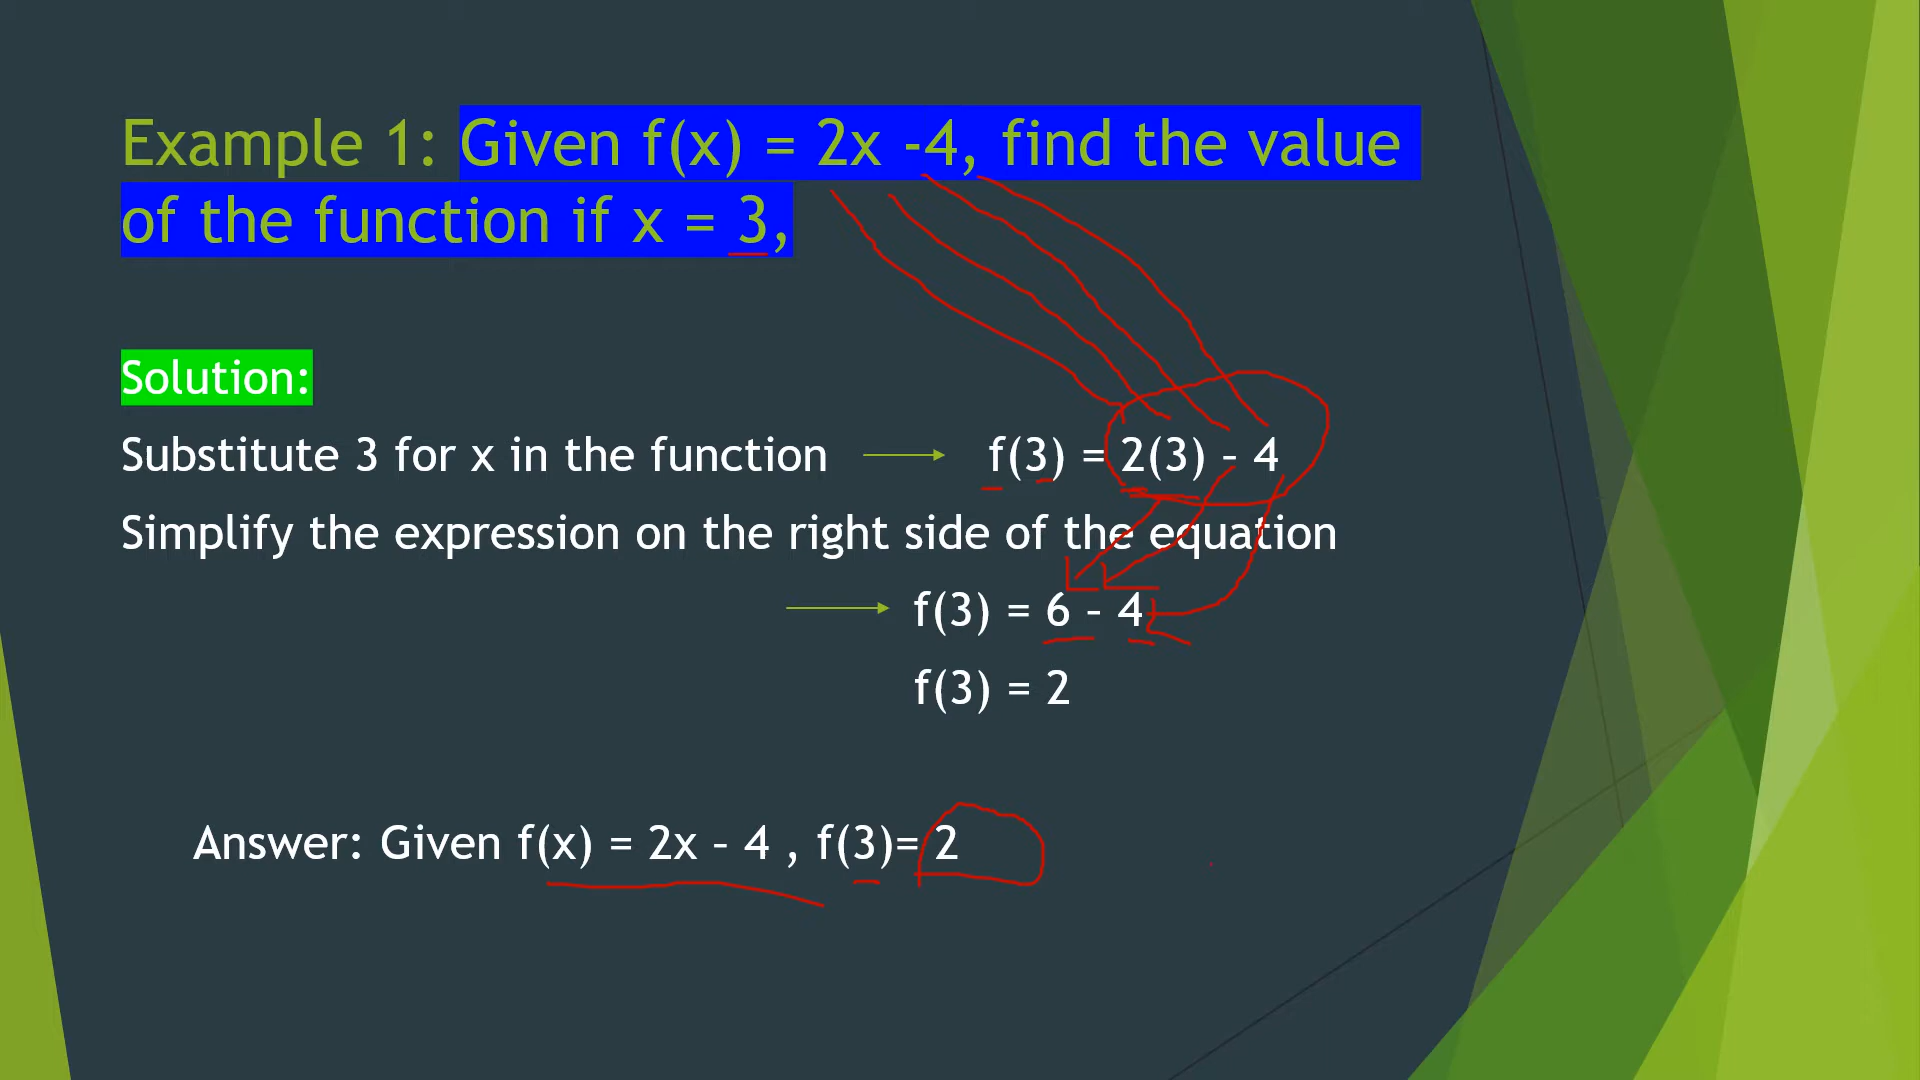 Example 1: Given f(x) = 2x -4, find the value
of the function if x = 3,
Solution:
Substitute 3 for x in the function f(3) = 2(3) – 4
Simplify the expression on the right side of the equation
f(3) = 6 – 4
f(3) = 2
Answer: Given f(x) = 2x – 4 , f(3)= 2